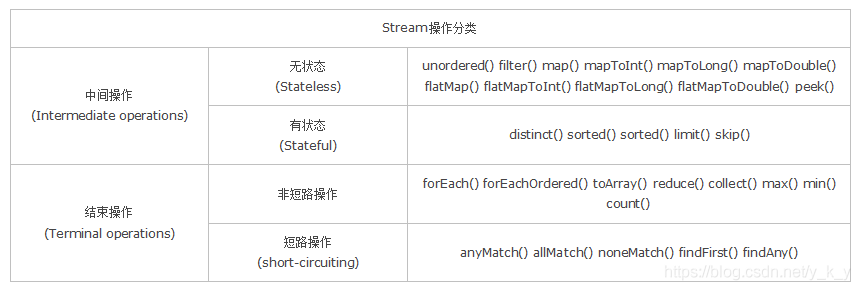 Stream操作分类
中间操作
(Intermediate operations)
无状态
(Stateless)
unordered() filter() map() mapToInt() mapToLong() mapToDouble()
flatMap() flatMapToInt() flatMapToLong() flatMapToDouble() peek()
有状态
(Stateful)
distinct() sorted() sorted() limit() skip()
结束操作
(Terminal operations)
非短路操作
forEach() forEachOrdered() toArray() reduce() collect() max() min()
count()
短路操作
(short-circuiting)
anyMatch() allMatch() noneMatch() findFirst() findAny()
https://blog.csdn.net/y_k_y